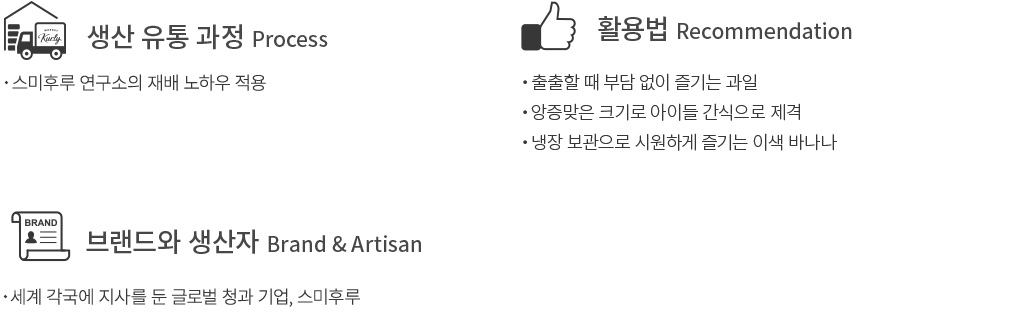 Kurly
생산 유통 과정 Process
· 스미후루 연구소의 재배 노하우 적용
활용법 Recommendation
· 출출할 때 부담 없이 즐기는 과일
· 앙증맞은 크기로 아이들 간식으로 제격
· 냉장 보관으로 시원하게 즐기는 이색 바나나
BRAND
브랜드와 생산자 Brand & Artisan
· 세계 각국에 지사를 둔 글로벌 청과 기업, 스미후루